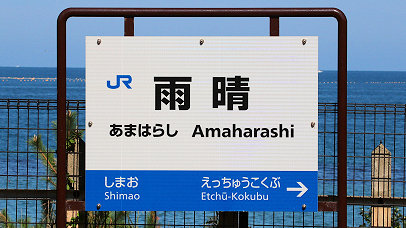 JR
雨晴
あまはらし Amaharashi
しまお えっちゅうこくぶ
Shimao Etchū-Kokubu